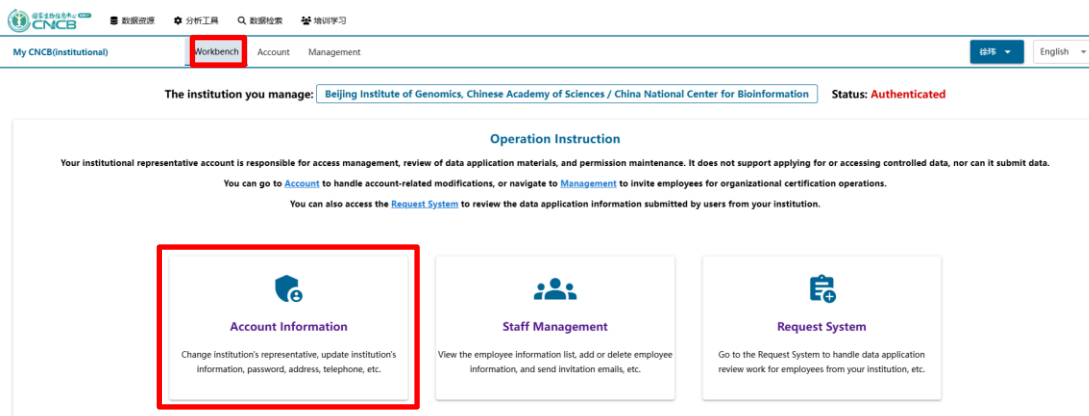 国家生物信息中心
CNCB
数据资源 分析工具 数据检索 培训学习
My CNCB(institutional) Workbench Account Management 徐玮 English
The institution you manage: Beijing Institute of Genomics, Chinese Academy of Sciences / China National Center for Bioinformation Status: Authenticated
Operation Instruction
Your institutional representative account is responsible for access management, review of data application materials, and permission maintenance. It does not support applying for or accessing controlled data, nor can it submit data.
You can go to Account to handle account-related modifications, or navigate to Management to invite employees for organizational certification operations.
You can also access the Request System to review the data application information submitted by users from your institution.
Account Information
Change institution's representative, update institution's
information, password, address, telephone, etc.
Staff Management
View the employee information list, add or delete employee
information, and send invitation emails, etc.
Request System
Go to the Request System to handle data application
review work for employees from your institution, etc.